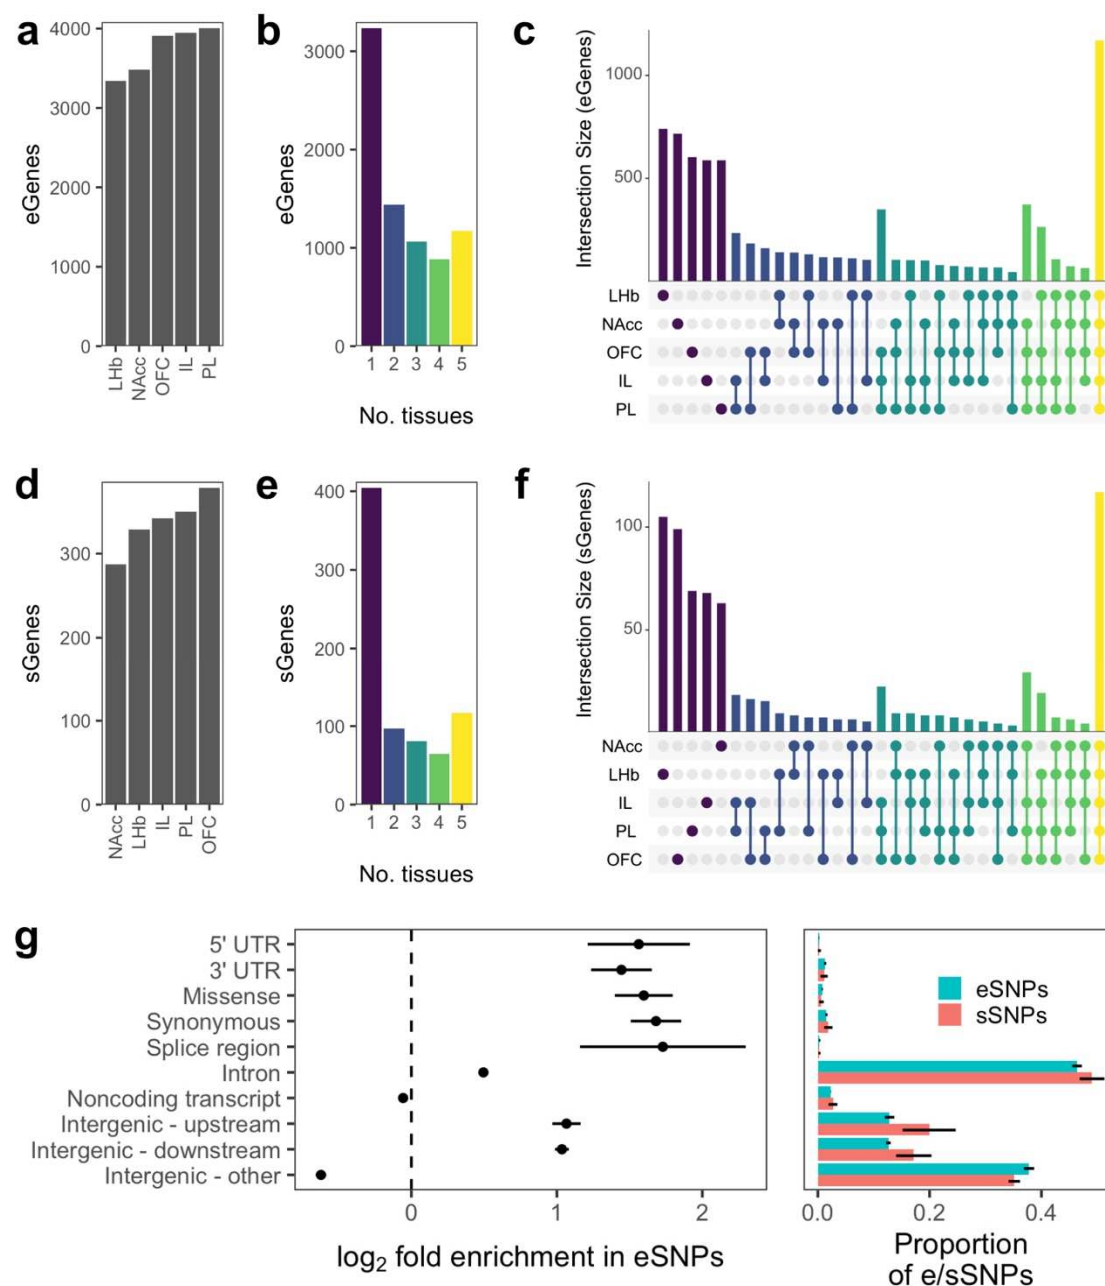 a
eGenes
4000
3000
2000
1000
0
LHb
NAcc
OFC
IL
PL
b
eGenes
3000
2000
1000
0
1 2 3 4 5
No. tissues
c
Intersection Size (eGenes)
1000
500
LHb
NAcc
OFC
IL
PL
d
sGenes
300
200
100
0
NAcc
LHb
IL
PL
OFC
e
sGenes
400
300
200
100
0
1 2 3 4 5
No. tissues
f
Intersection Size (sGenes)
100
50
NAcc
LHb
IL
PL
OFC
g
5' UTR
3' UTR
Missense
Synonymous
Splice region
Intron
Noncoding transcript
Intergenic - upstream
Intergenic - downstream
Intergenic - other
0 1 2
log₂ fold enrichment in eSNPs
eSNPs
sSNPs
0.0 0.2 0.4
Proportion
of e/sSNPs